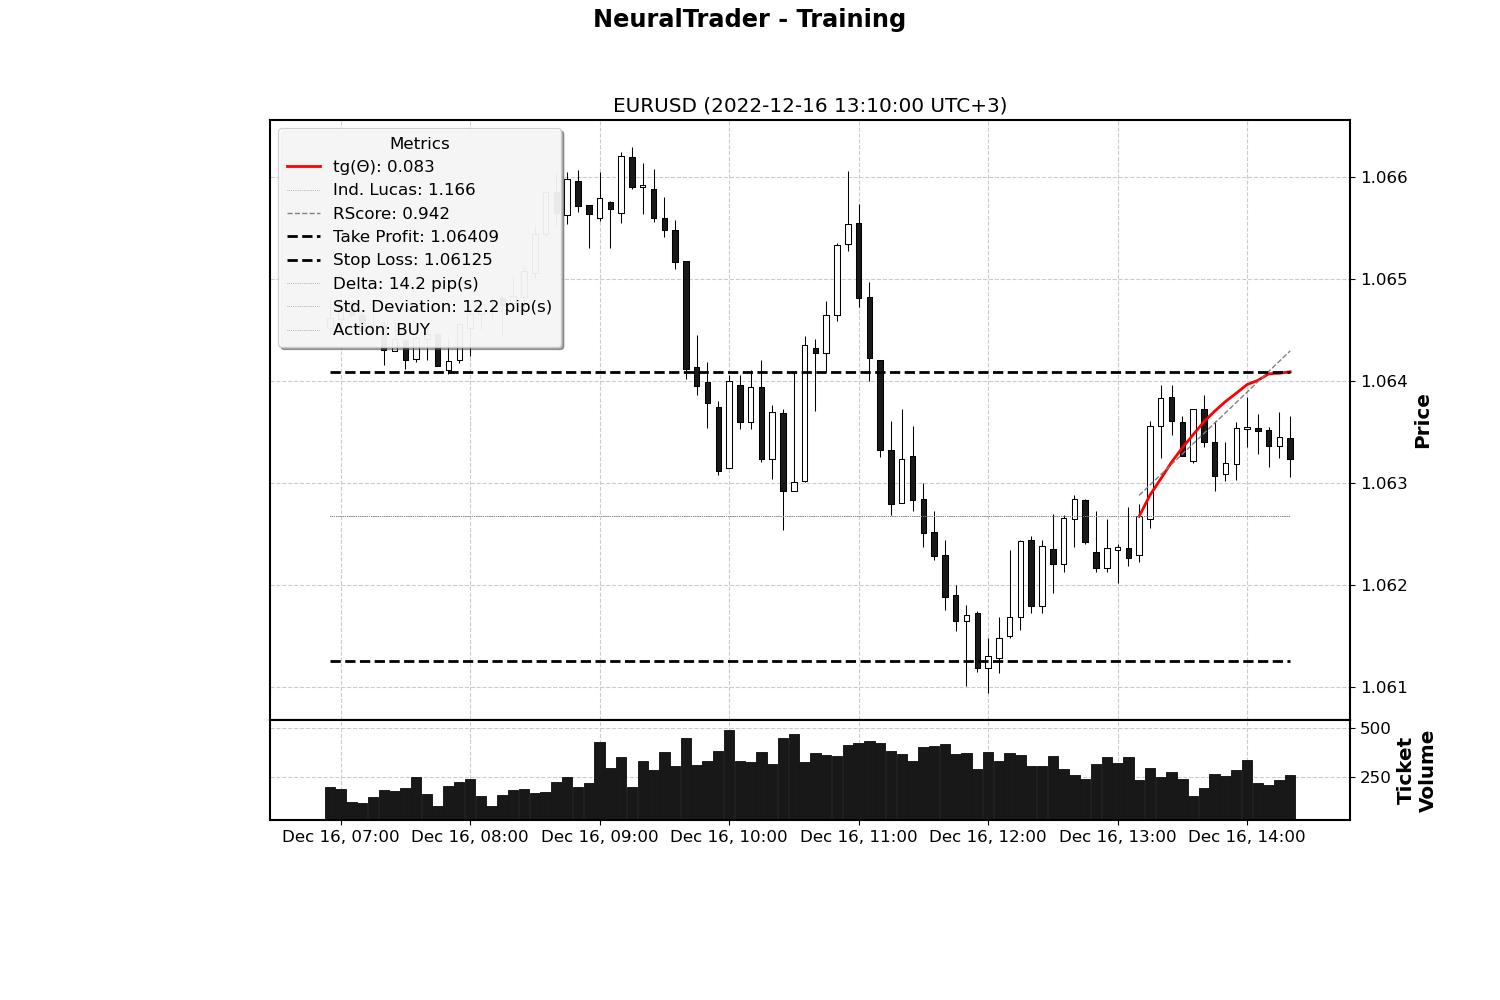 NeuralTrader - Training
EURUSD (2022-12-16 13:10:00 UTC+3)
Metrics
tg(Θ): 0.083
Ind. Lucas: 1.166
RScore: 0.942
Take Profit: 1.06409
Stop Loss: 1.06125
Delta: 14.2 pip(s)
Std. Deviation: 12.2 pip(s)
Action: BUY
1.066
1.065
1.064
1.063
1.062
1.061
Price
500
250
Ticket
Volume
Dec 16, 07:00
Dec 16, 08:00
Dec 16, 09:00
Dec 16, 10:00
Dec 16, 11:00
Dec 16, 12:00
Dec 16, 13:00
Dec 16, 14:00